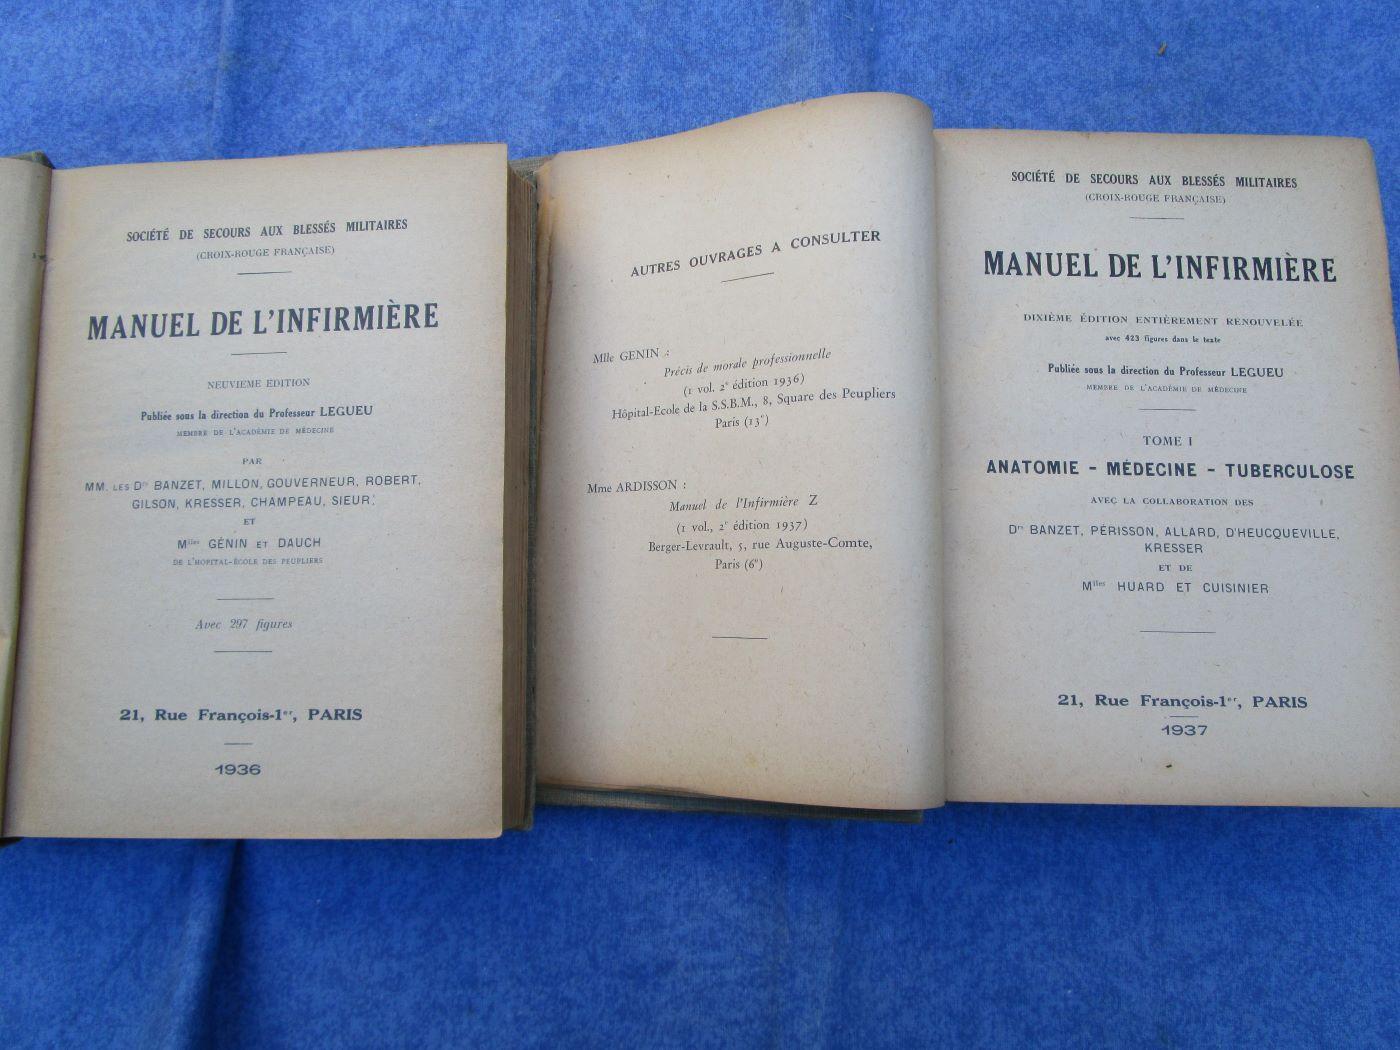 SOCIÉTÉ DE SECOURS AUX BLESSÉS MILITAIRES
(CROIX-ROUGE FRANÇAISE)
MANUEL DE L'INFIRMIÈRE
NEUVIEME EDITION
Publiée sous la direction du Professeur LEGUEU
MEMBRE DE L'ACADÉMIE DE MÉDECINE
PAR
MM. LES Drs BANZET, MILLON, GOUVERNEUR, ROBERT,
GILSON, KRESSER, CHAMPEAU, SIEUR.
ET
Mlles GÉNIN ET DAUCH
DE L'HOPITAL-ÉCOLE DES PEUPLIERS
Avec 297 figures
21, Rue François-1er, PARIS
1936
AUTRES OUVRAGES A CONSULTER
Mlle GENIN :
Précis de morale professionnelle
(1 vol. 2e édition 1936)
Hôpital-Ecole de la S.S.B.M., 8, Square des Peupliers
Paris (13e)
Mme ARDISSON :
Manuel de l'Infirmière Z
(1 vol., 2e édition 1937)
Berger-Levrault, 5, rue Auguste-Comte,
Paris (6e)
SOCIÉTÉ DE SECOURS AUX BLESSÉS MILITAIRES
(CROIX-ROUGE FRANÇAISE)
MANUEL DE L'INFIRMIÈRE
DIXIÈME ÉDITION ENTIÈREMENT RENOUVELÉE
avec 423 figures dans le texte
Publiée sous la direction du Professeur LEGUEU
MEMBRE DE L'ACADÉMIE DE MÉDECINE
TOME I
ANATOMIE - MÉDECINE - TUBERCULOSE
AVEC LA COLLABORATION DES
Drs BANZET, PÉRISSON, ALLARD, D'HEUCQUEVILLE,
KRESSER
ET DE
Mlles HUARD ET CUISINIER
21, Rue François-1er, PARIS
1937